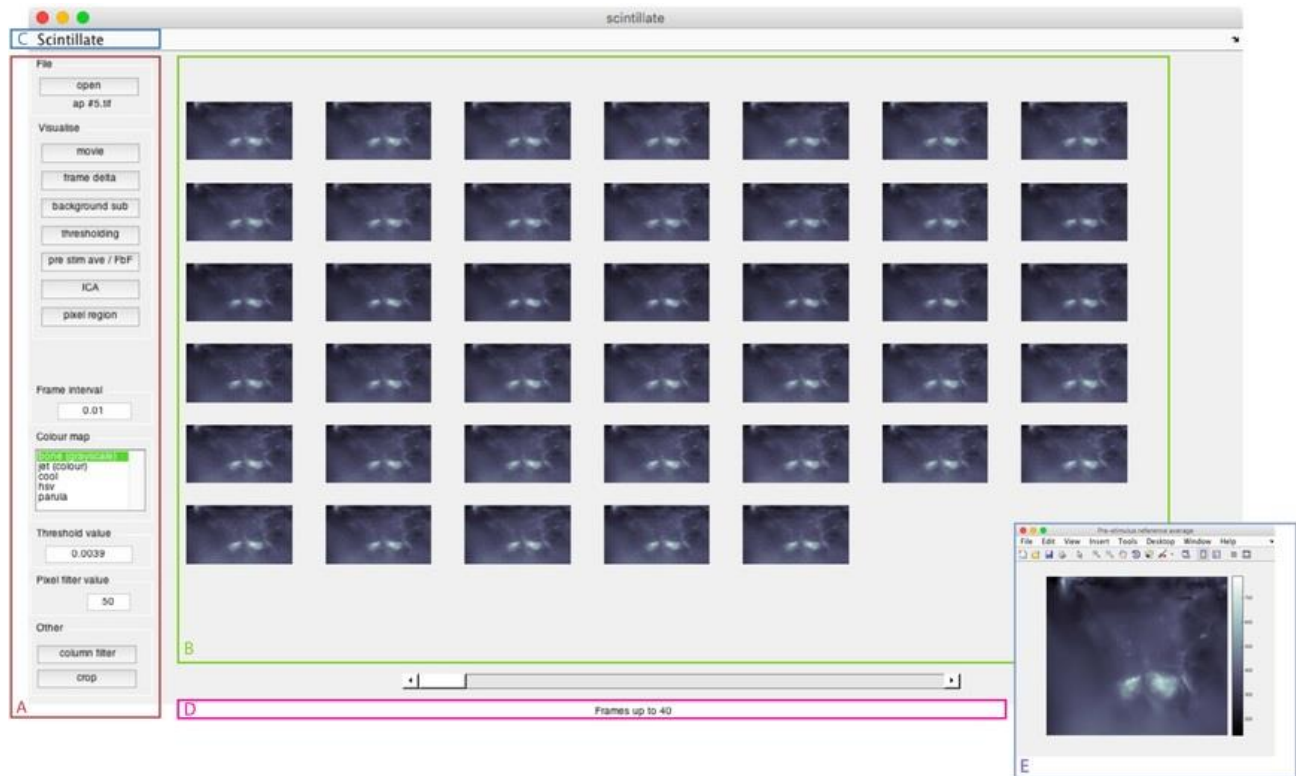 scintillate
C Scintillate
File
open
ap #5.tif
Visualise
movie
frame delta
background sub
thresholding
pre stim ave / FbF
ICA
pixel region
Frame interval
0.01
Colour map
bone (grayscale)
jet (colour)
cool
hsv
parula
Threshold value
0.0039
Pixel filter value
50
Other
column filter
crop
A
B
D
Frames up to 40
Pre-stimulus reference average
File Edit View Insert Tools Desktop Window Help
E